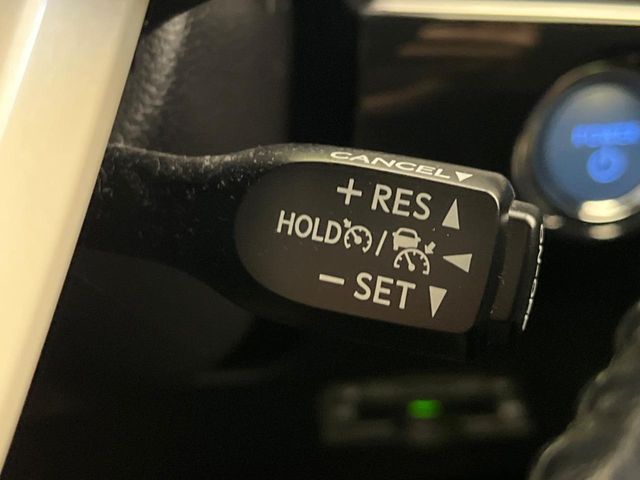 CANCEL▼
+ RES ▲
HOLD / ◀
− SET ▼